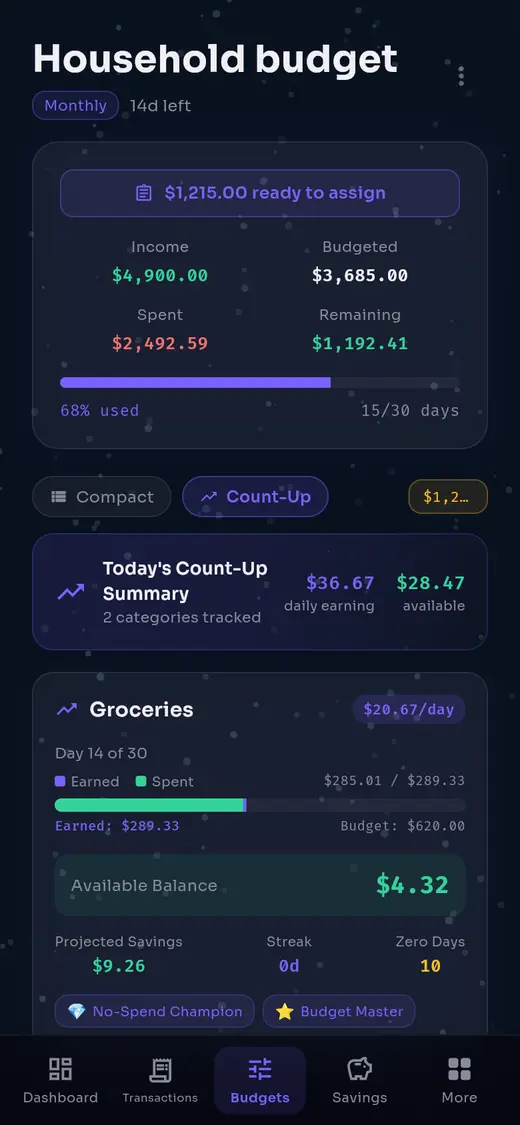 Household budget
Monthly 14d left
$1,215.00 ready to assign
Income Budgeted
$4,900.00 $3,685.00
Spent Remaining
$2,492.59 $1,192.41
68% used 15/30 days
Compact Count-Up $1,2…
Today's Count-Up
Summary
2 categories tracked
$36.67 $28.47
daily earning available
Groceries $20.67/day
Day 14 of 30
Earned Spent $285.01 / $289.33
Earned: $289.33 Budget: $620.00
Available Balance $4.32
Projected Savings Streak Zero Days
$9.26 0d 10
No-Spend Champion Budget Master
Dashboard Transactions Budgets Savings More